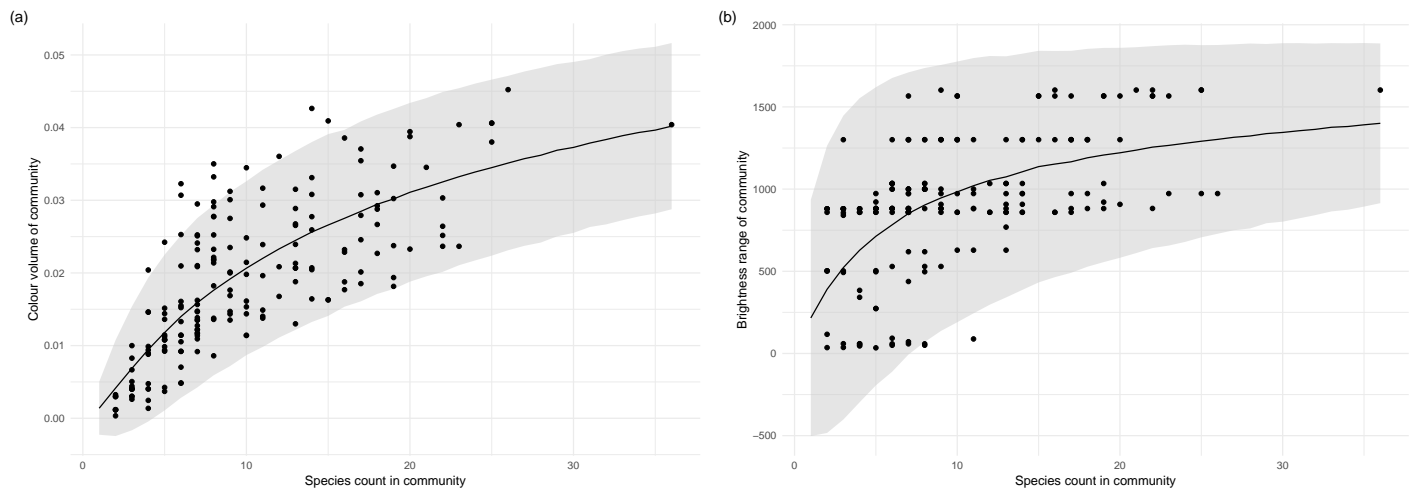 (a)
Colour volume of community
0.05
0.04
0.03
0.02
0.01
0.00
0 10 20 30
Species count in community
(b)
Brightness range of community
2000
1500
1000
500
0
−500
0 10 20 30
Species count in community